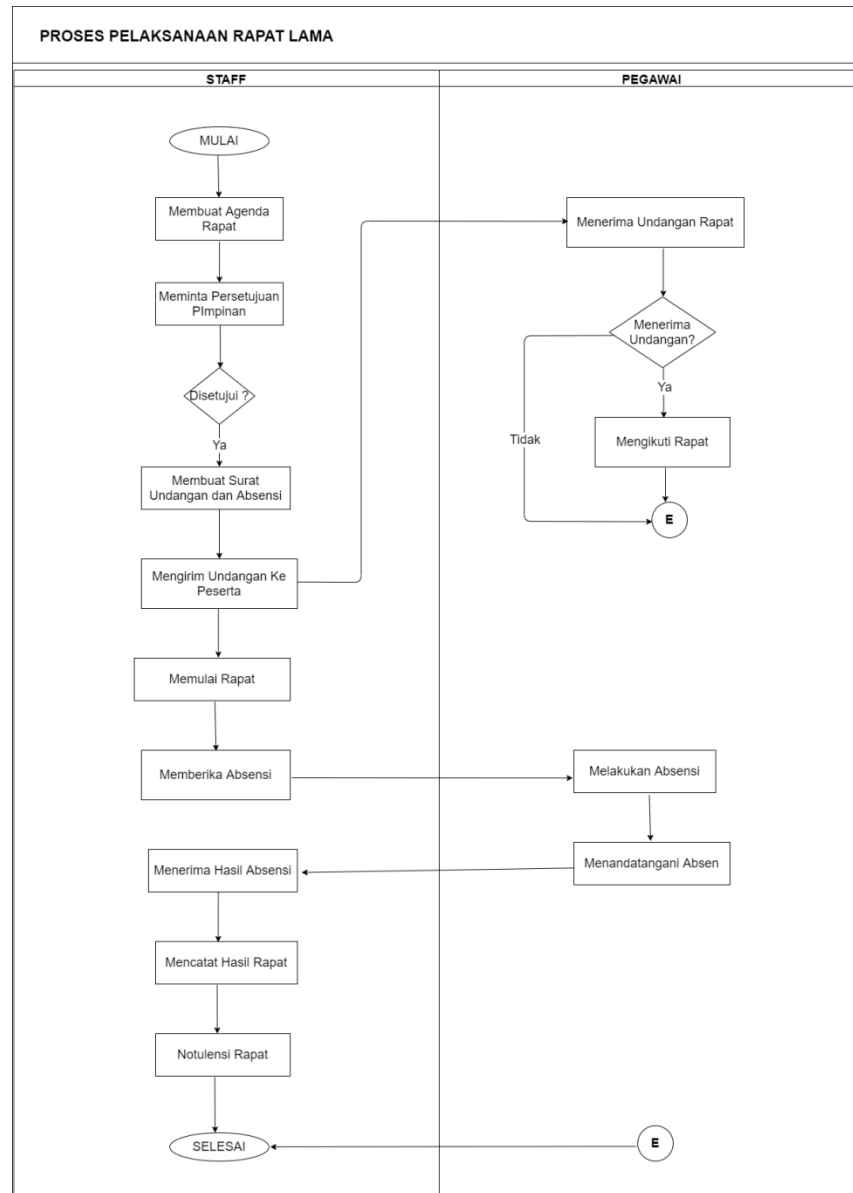 PROSES PELAKSANAAN RAPAT LAMA
STAFF
PEGAWAI
MULAI
Membuat Agenda
Rapat
Meminta Persetujuan
PImpinan
Disetujui ?
Ya
Membuat Surat
Undangan dan Absensi
Mengirim Undangan Ke
Peserta
Memulai Rapat
Memberika Absensi
Menerima Hasil Absensi
Mencatat Hasil Rapat
Notulensi Rapat
SELESAI
Menerima Undangan Rapat
Menerima
Undangan?
Ya
Tidak
Mengikuti Rapat
E
Melakukan Absensi
Menandatangani Absen
E